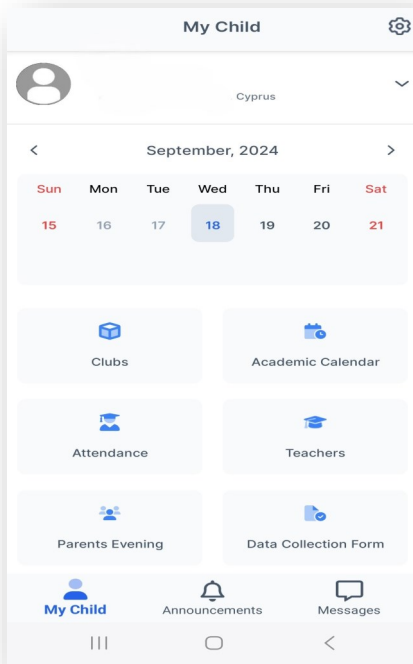 My Child
Cyprus
September, 2024
Sun Mon Tue Wed Thu Fri Sat
15 16 17 18 19 20 21
Clubs Academic Calendar
Attendance Teachers
Parents Evening Data Collection Form
My Child Announcements Messages